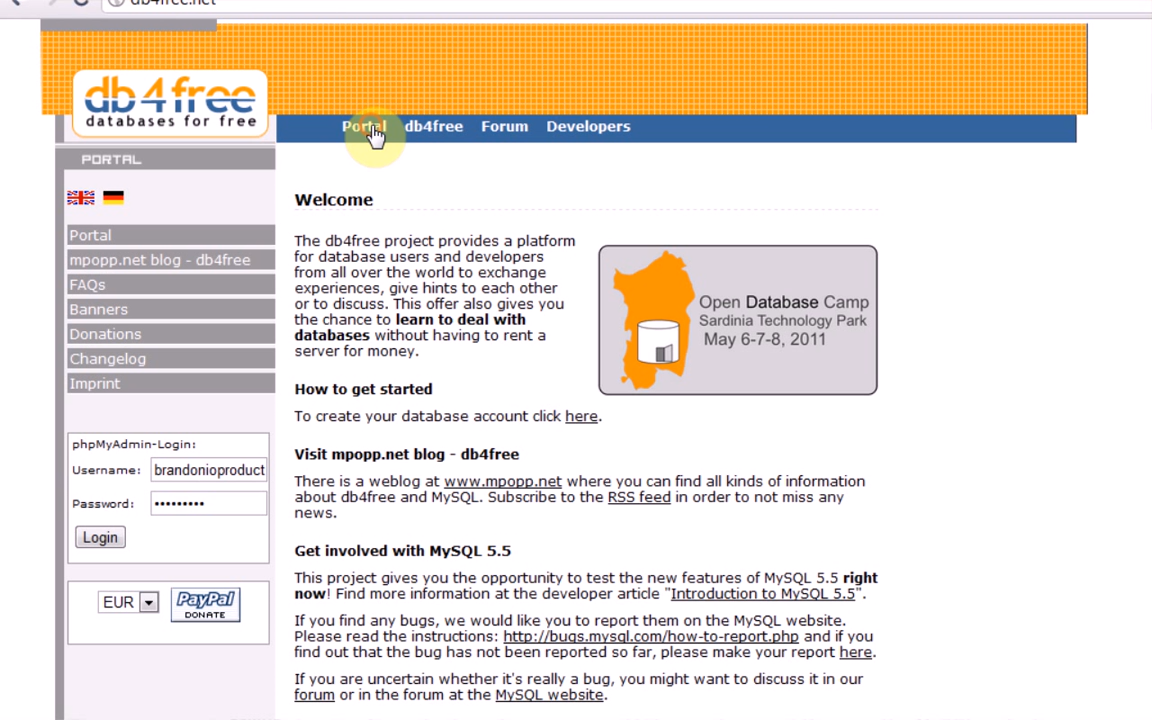 db4free.net
db4free
databases for free
Portal db4free Forum Developers
PORTAL
Portal
mpopp.net blog - db4free
FAQs
Banners
Donations
Changelog
Imprint
phpMyAdmin-Login:
Username: brandonioproduct
Password: •••••••••
Login
EUR
PayPal
DONATE
Welcome
The db4free project provides a platform
for database users and developers
from all over the world to exchange
experiences, give hints to each other
or to discuss. This offer also gives you
the chance to learn to deal with
databases without having to rent a
server for money.
Open Database Camp
Sardinia Technology Park
May 6-7-8, 2011
How to get started
To create your database account click here.
Visit mpopp.net blog - db4free
There is a weblog at www.mpopp.net where you can find all kinds of information
about db4free and MySQL. Subscribe to the RSS feed in order to not miss any
news.
Get involved with MySQL 5.5
This project gives you the opportunity to test the new features of MySQL 5.5 right
now! Find more information at the developer article "Introduction to MySQL 5.5".
If you find any bugs, we would like you to report them on the MySQL website.
Please read the instructions: http://bugs.mysql.com/how-to-report.php and if you
find out that the bug has not been reported so far, please make your report here.
If you are uncertain whether it's really a bug, you might want to discuss it in our
forum or in the forum at the MySQL website.